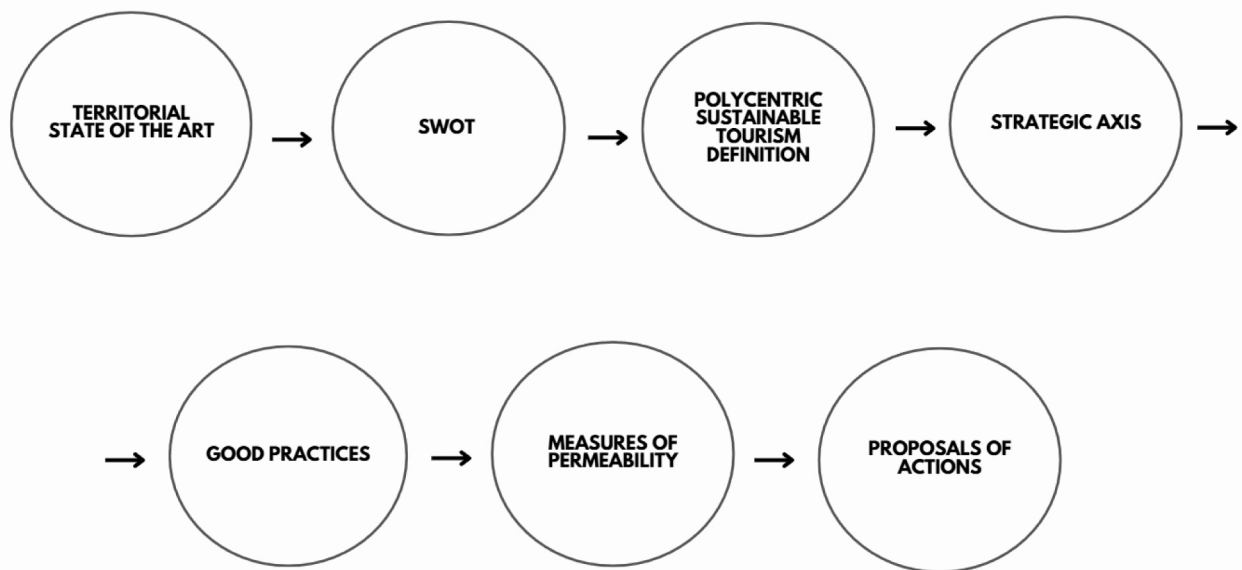 TERRITORIAL
STATE OF THE ART
SWOT
POLYCENTRIC
SUSTAINABLE
TOURISM
DEFINITION
STRATEGIC AXIS
GOOD PRACTICES
MEASURES OF
PERMEABILITY
PROPOSALS OF
ACTIONS